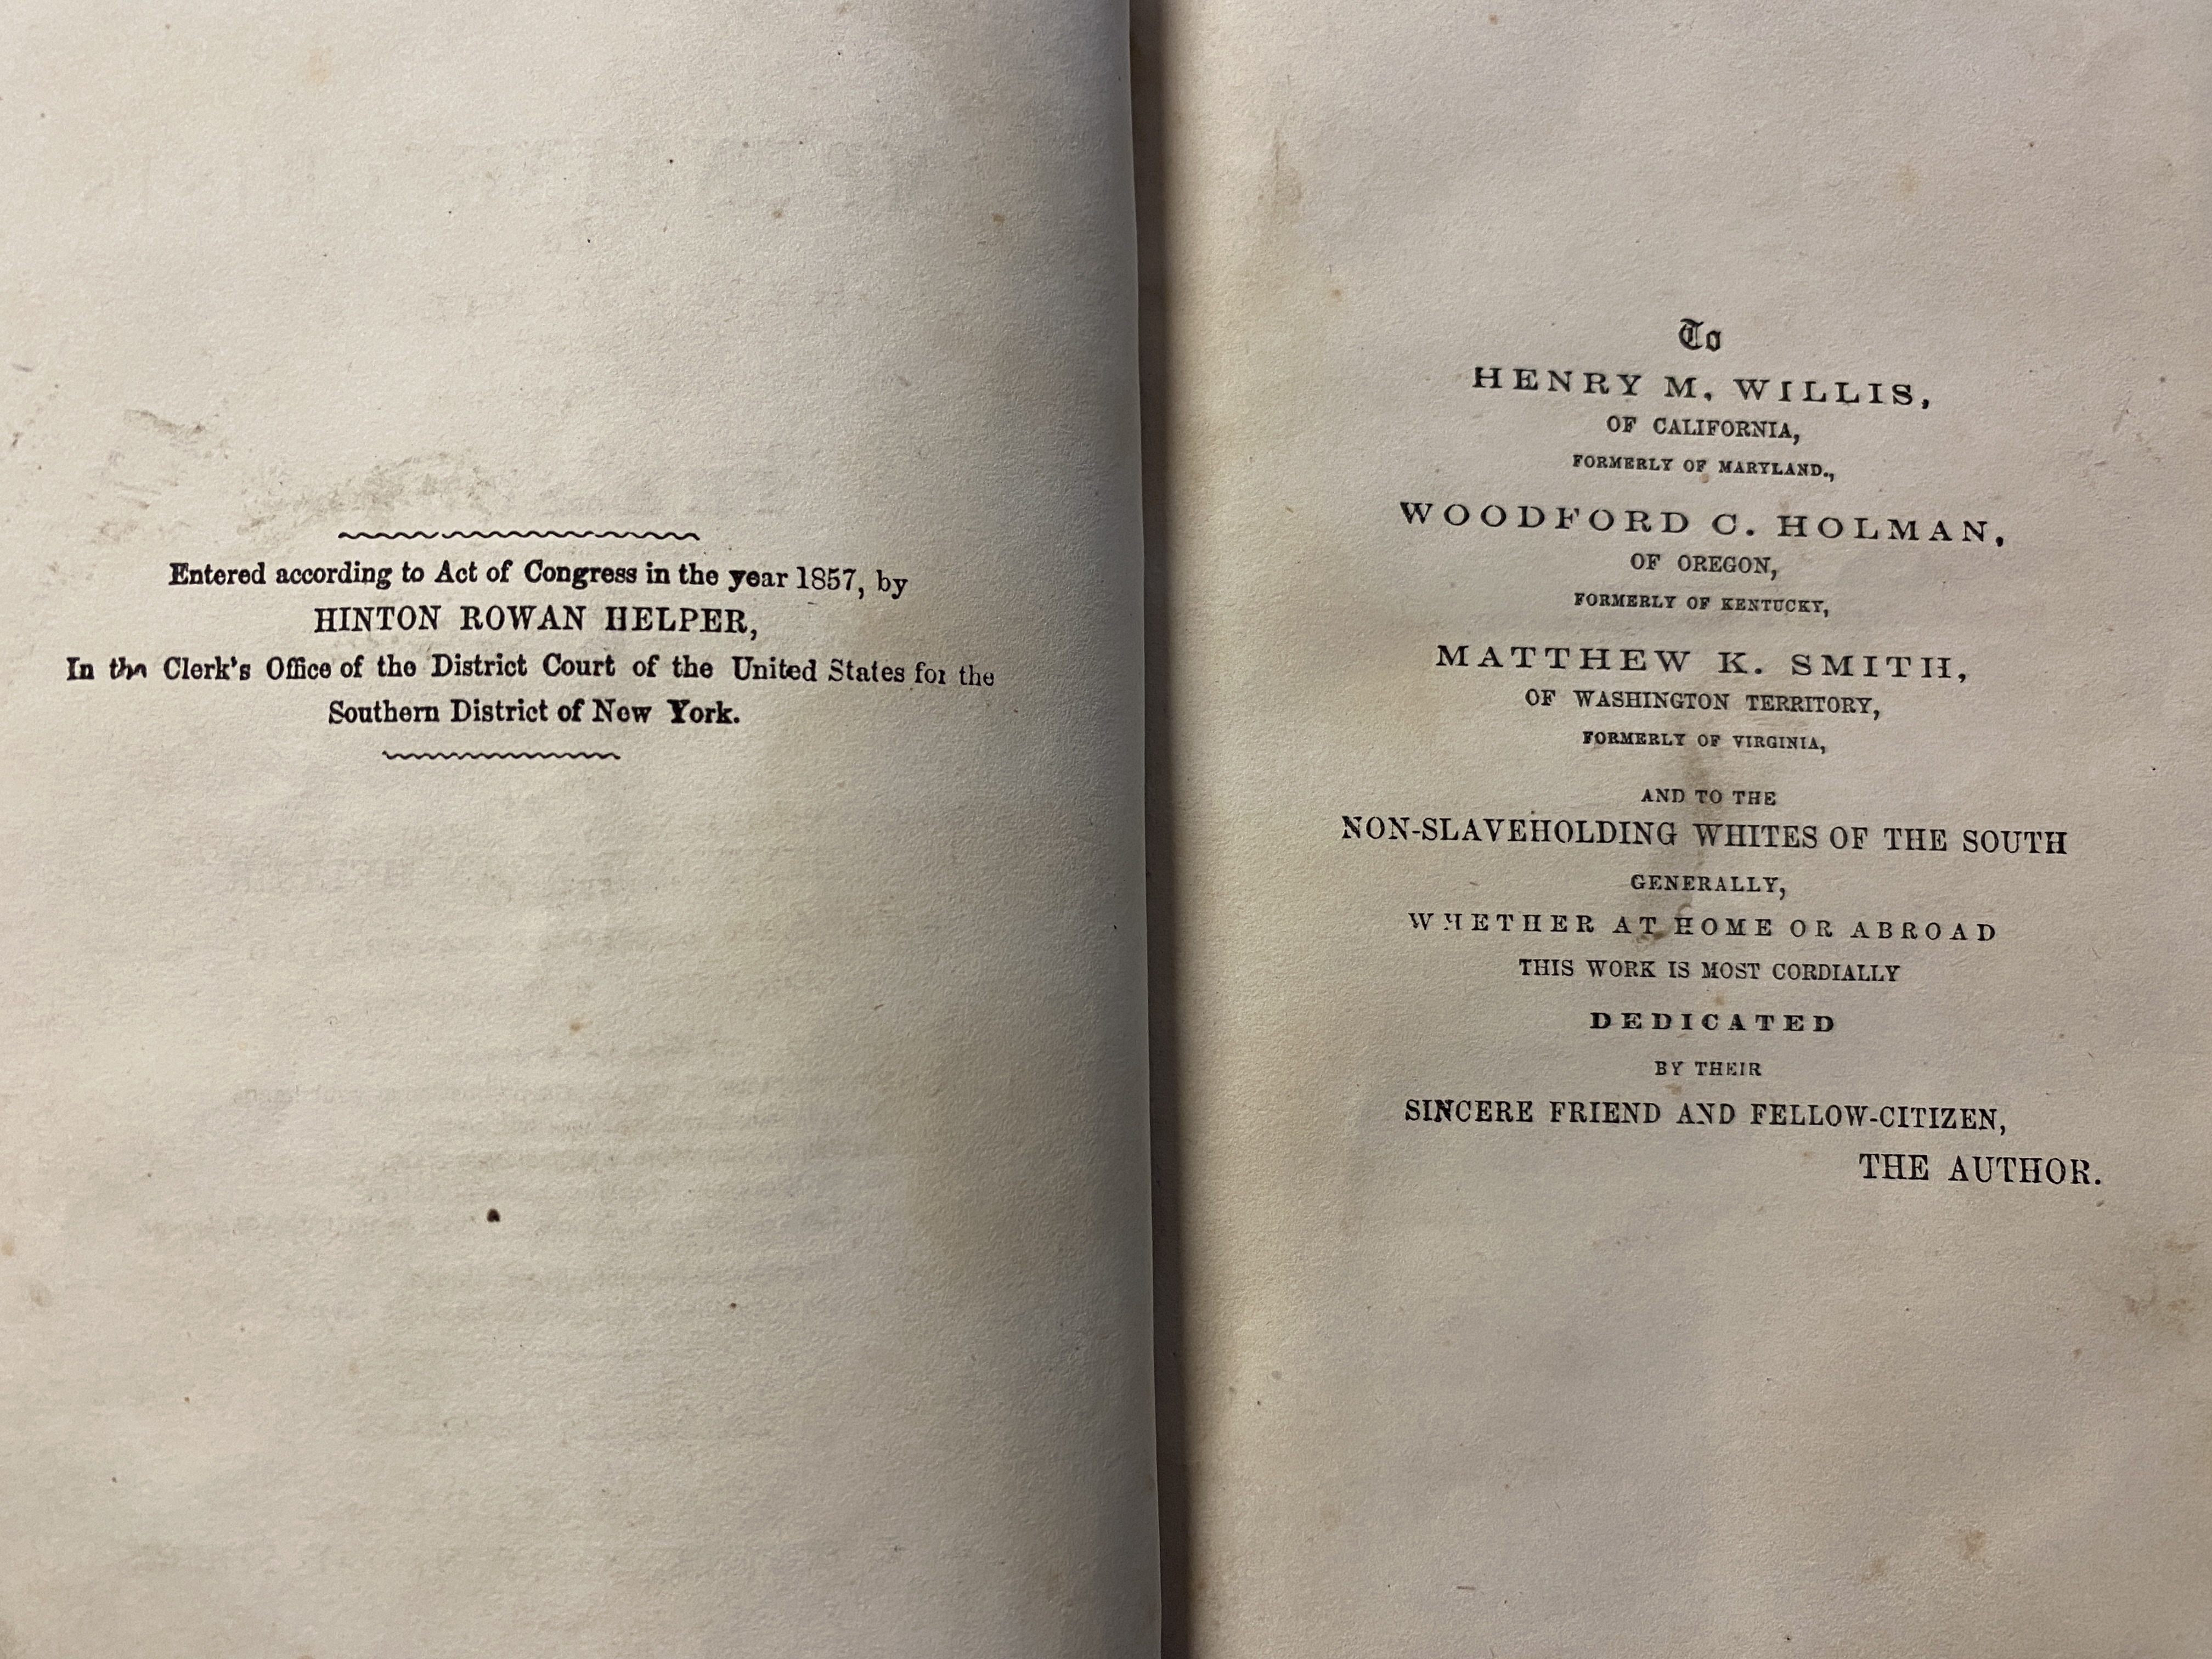 Entered according to Act of Congress in the year 1857, by
HINTON ROWAN HELPER,
In the Clerk's Office of the District Court of the United States for the
Southern District of New York.
To
HENRY M. WILLIS,
OF CALIFORNIA,
FORMERLY OF MARYLAND.,
WOODFORD C. HOLMAN,
OF OREGON,
FORMERLY OF KENTUCKY,
MATTHEW K. SMITH,
OF WASHINGTON TERRITORY,
FORMERLY OF VIRGINIA,
AND TO THE
NON-SLAVEHOLDING WHITES OF THE SOUTH
GENERALLY,
WHETHER AT HOME OR ABROAD
THIS WORK IS MOST CORDIALLY
DEDICATED
BY THEIR
SINCERE FRIEND AND FELLOW-CITIZEN,
THE AUTHOR.